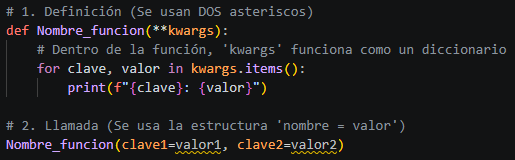 # 1. Definición (Se usan DOS asteriscos)
def Nombre_funcion(**kwargs):
    # Dentro de la función, 'kwargs' funciona como un diccionario
    for clave, valor in kwargs.items():
        print(f"{clave}: {valor}")

# 2. Llamada (Se usa la estructura 'nombre = valor')
Nombre_funcion(clave1=valor1, clave2=valor2)